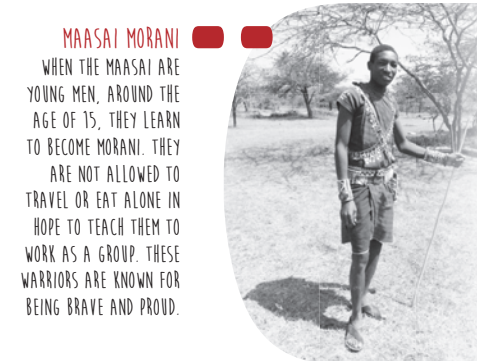 MAASAI MORANI
WHEN THE MAASAI ARE
YOUNG MEN, AROUND THE
AGE OF 15, THEY LEARN
TO BECOME MORANI. THEY
ARE NOT ALLOWED TO
TRAVEL OR EAT ALONE IN
HOPE TO TEACH THEM TO
WORK AS A GROUP. THESE
WARRIORS ARE KNOWN FOR
BEING BRAVE AND PROUD.